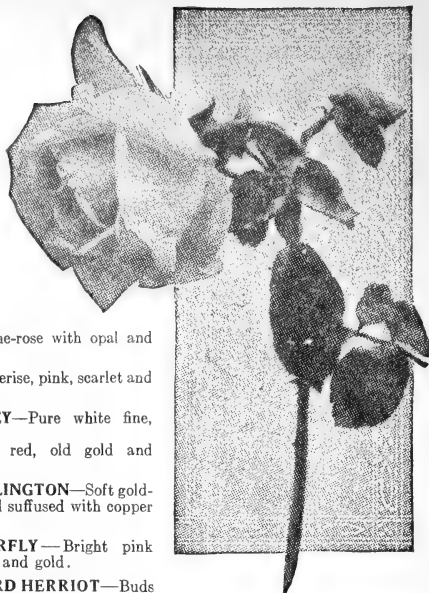 ne-rose with opal and
erise, pink, scarlet and
Y—Pure white fine,
red, old gold and
LINGTON—Soft gold-
d suffused with copper
RFLY—Bright pink
and gold.
RD HERRIOT—Buds